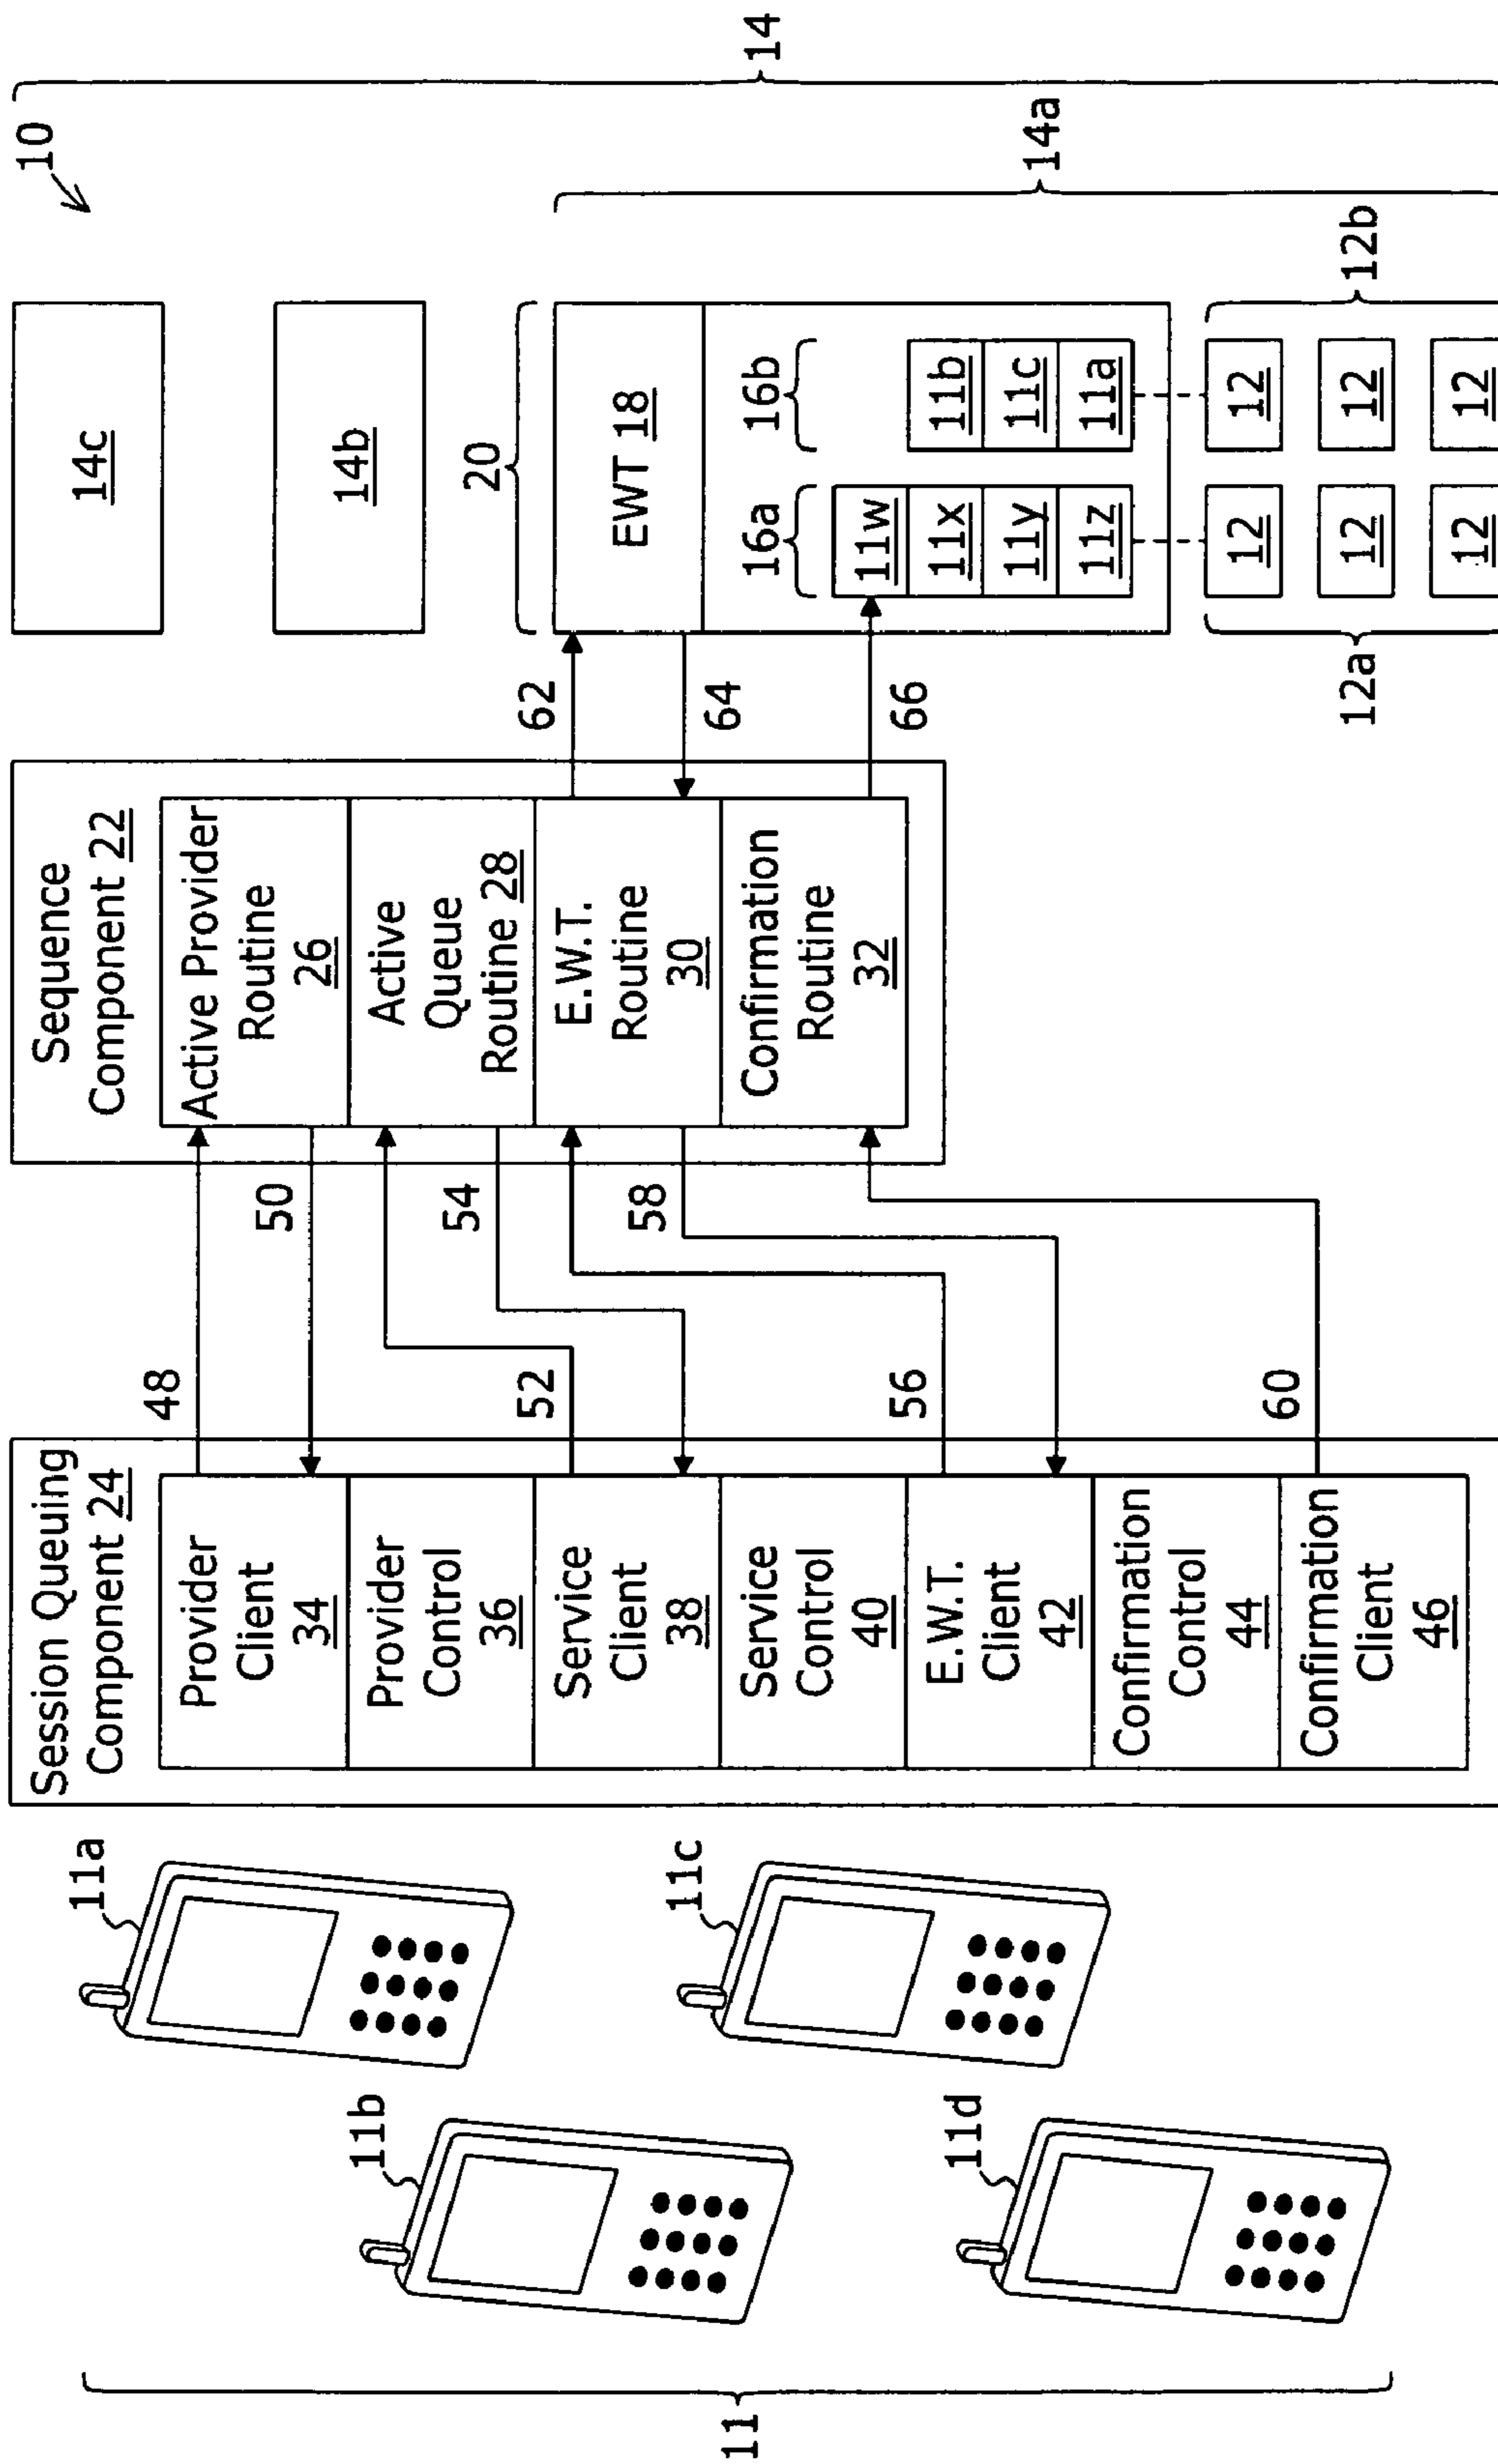 10
11
11a
11b
11c
11d
Session Queuing
Component 24
Provider
Client
34
Provider
Control
36
Service
Client
38
Service
Control
40
E.W.T.
Client
42
Confirmation
Control
44
Confirmation
Client
46
48
50
52
54
56
58
60
Sequence
Component 22
Active Provider
Routine
26
Active
Queue
Routine 28
E.W.T.
Routine
30
Confirmation
Routine
32
62
64
66
14c
14b
20
EWT 18
16a
16b
11w
11x
11y
11z
11b
11c
11a
12
12
12
12
12
12
12a
12b
14a
14